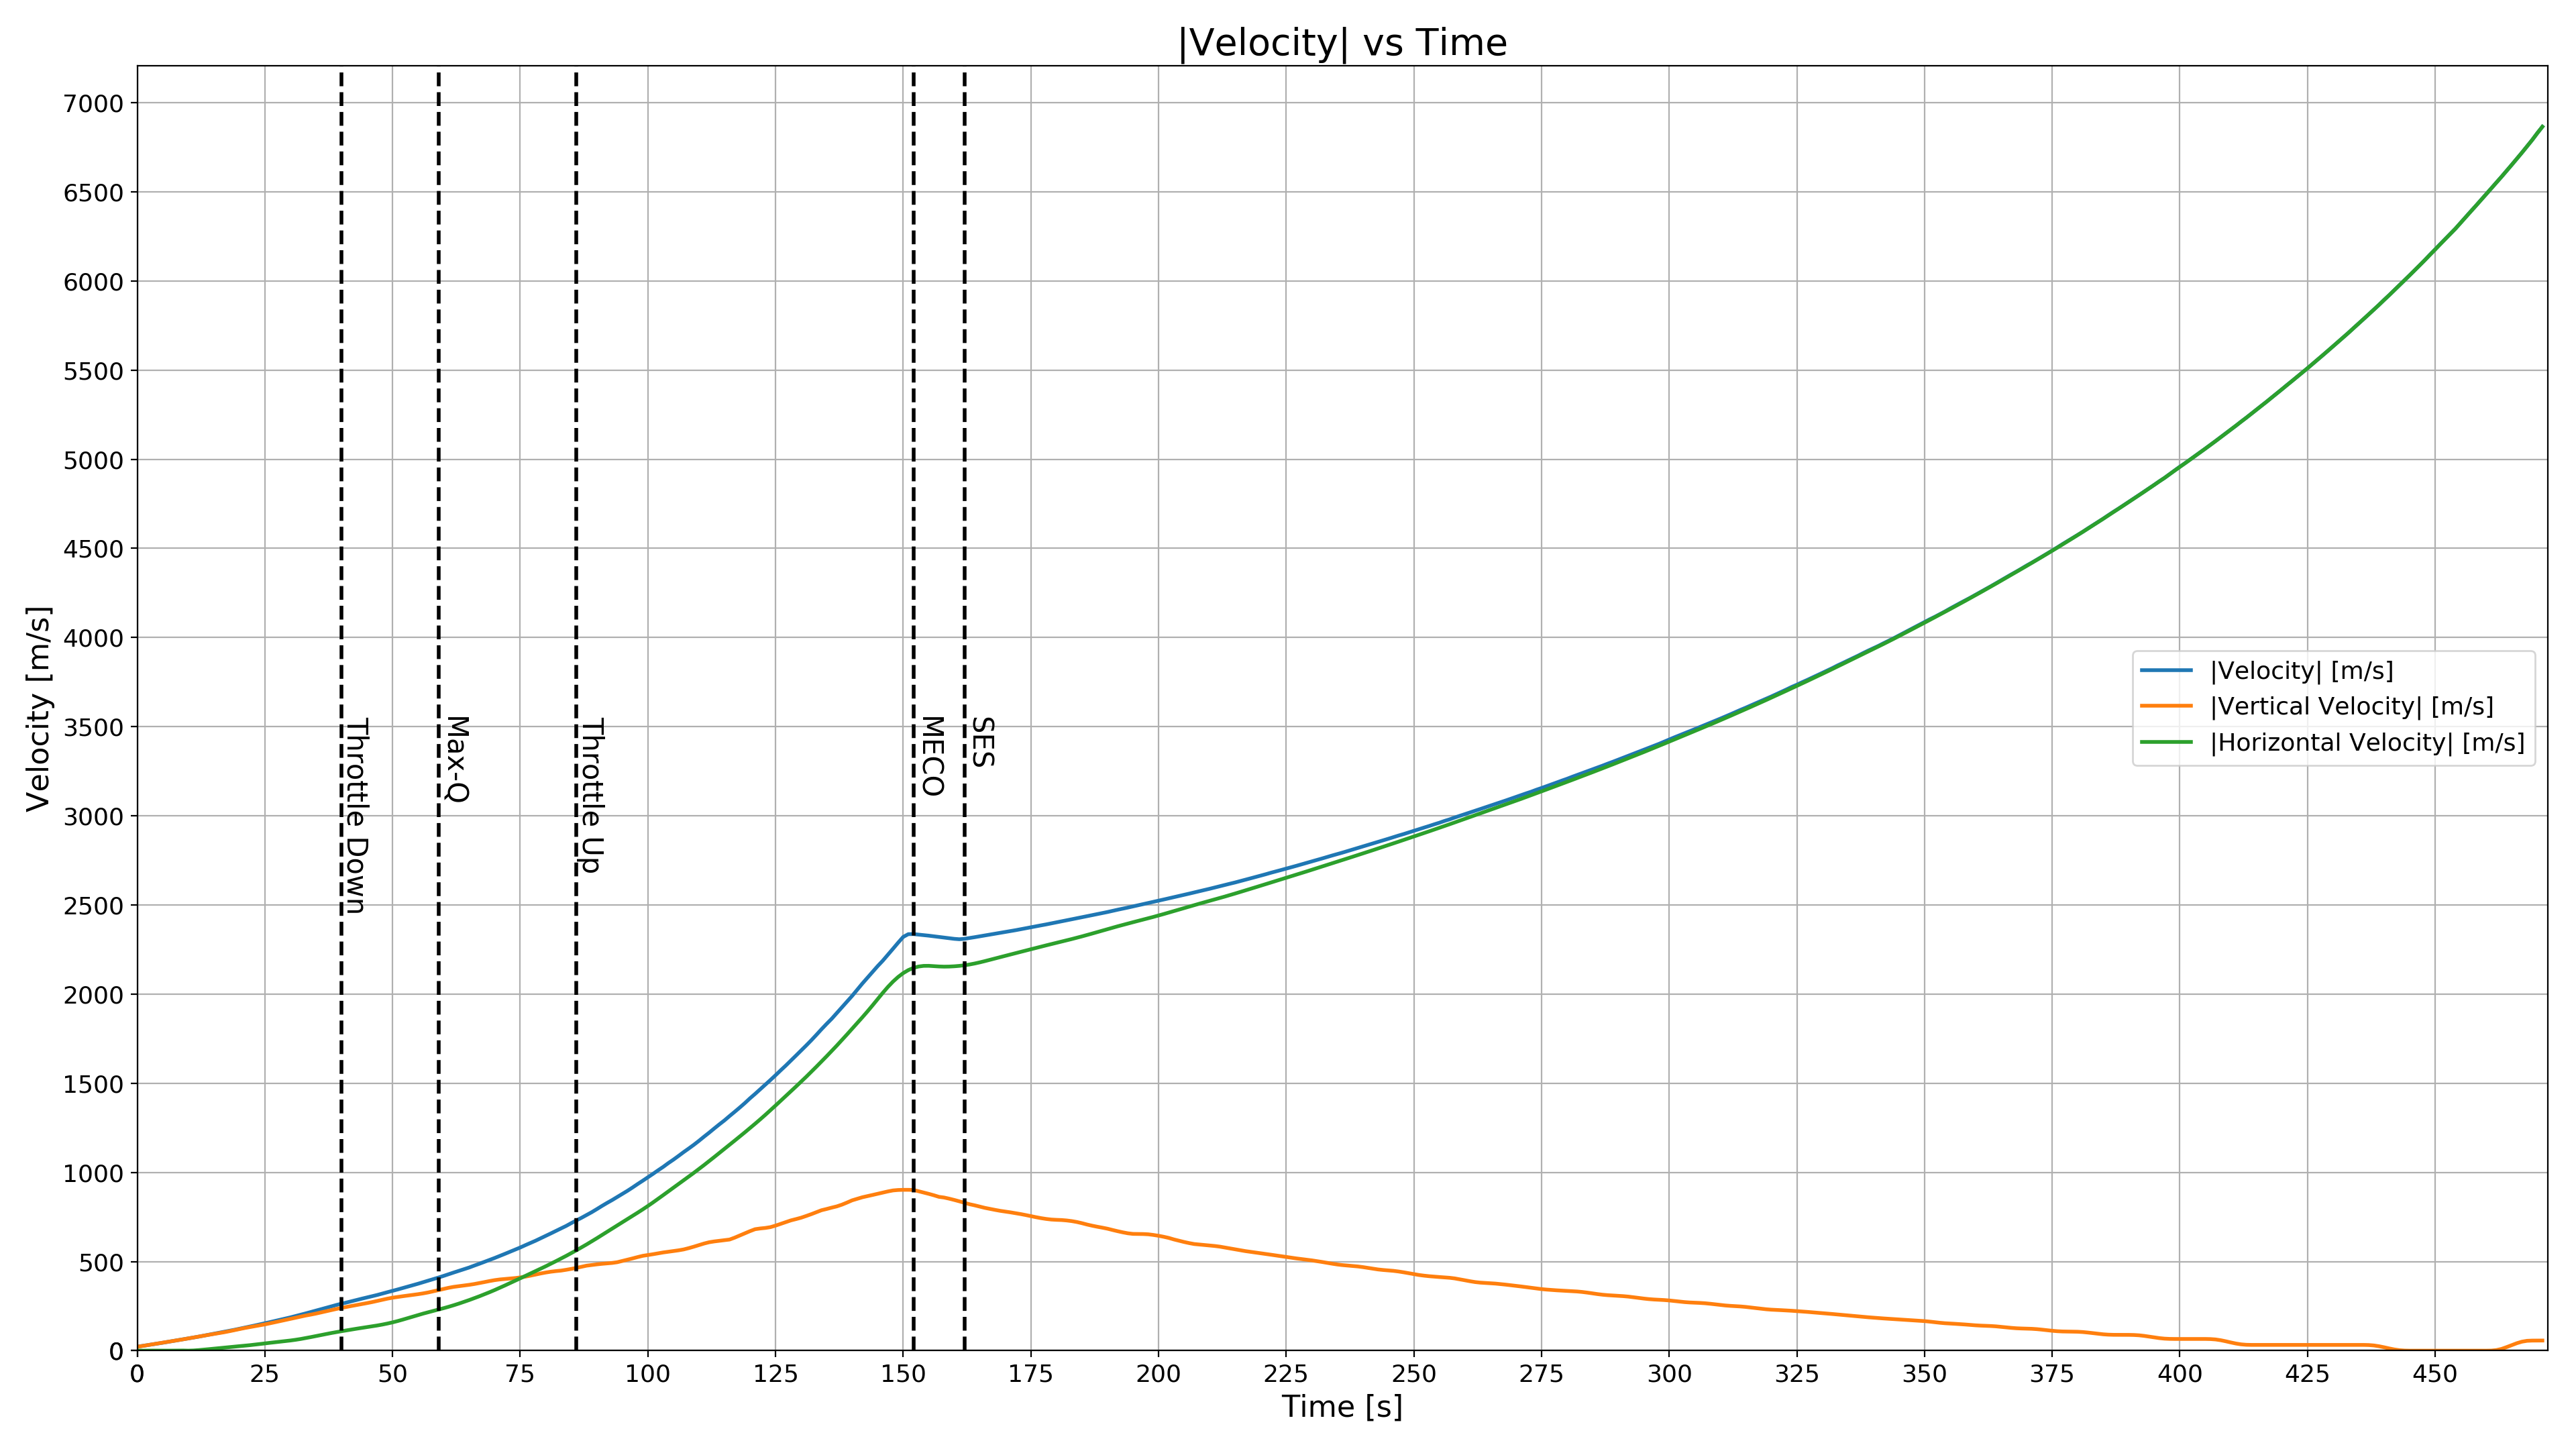 |Velocity| vs Time
Velocity [m/s]
7000
6500
6000
5500
5000
4500
4000
3500
3000
2500
2000
1500
1000
500
0
Throttle Down
Max-Q
Throttle Up
MECO
SES
|Velocity| [m/s]
|Vertical Velocity| [m/s]
|Horizontal Velocity| [m/s]
0 25 50 75 100 125 150 175 200 225 250 275 300 325 350 375 400 425 450
Time [s]